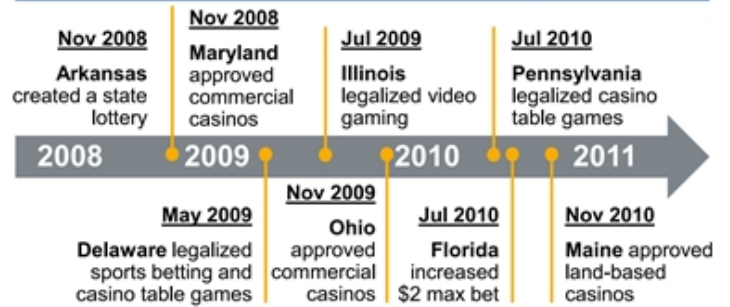 Nov 2008
Arkansas
created a state
lottery
Nov 2008
Maryland
approved
commercial
casinos
Jul 2009
Illinois
legalized video
gaming
Jul 2010
Pennsylvania
legalized casino
table games
2008 2009 2010 2011
May 2009
Delaware legalized
sports betting and
casino table games
Nov 2009
Ohio
approved
commercial
casinos
Jul 2010
Florida
increased
$2 max bet
Nov 2010
Maine approved
land-based
casinos